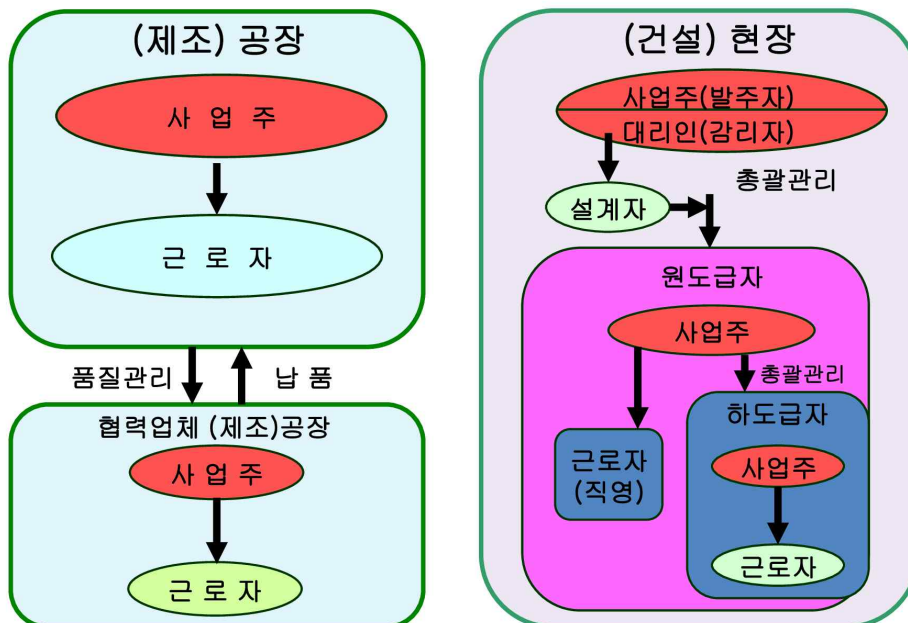 (제조) 공장
사 업 주
근 로 자
품질관리
납 품
협력업체 (제조)공장
사 업 주
근 로 자
(건설) 현장
사업주(발주자)
대리인(감리자)
총괄관리
설계자
원도급자
사업주
총괄관리
하도급자
근로자
(직영)
사업주
근로자